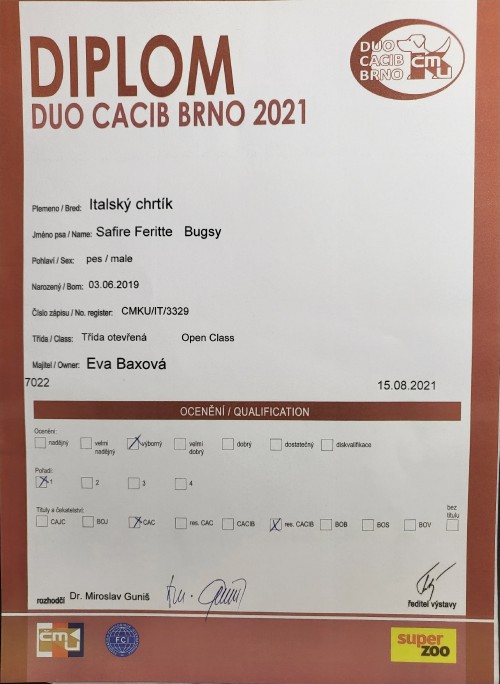 DIPLOM
DUO CACIB BRNO 2021
DUO
CACIB
BRNO
ČMKU
Plemeno / Bred: Italský chrtík
Jméno psa / Name: Safire Feritte Bugsy
Pohlaví / Sex: pes / male
Narozený / Born: 03.06.2019
Číslo zápisu / No. register: CMKU/IT/3329
Třída / Class: Třída otevřená Open Class
Majitel / Owner: Eva Baxová
7022 15.08.2021
OCENĚNÍ / QUALIFICATION
Ocenění:
nadějný velmi nadějný výborný velmi dobrý dobrý dostatečný diskvalifikace
Pořadí:
1 2 3 4
Tituly a čekatelství: bez titulu
CAJC BOJ CAC res. CAC CACIB res. CACIB BOB BOS BOV
rozhodčí Dr. Miroslav Guniš ředitel výstavy
ČMKU FCI super zoo